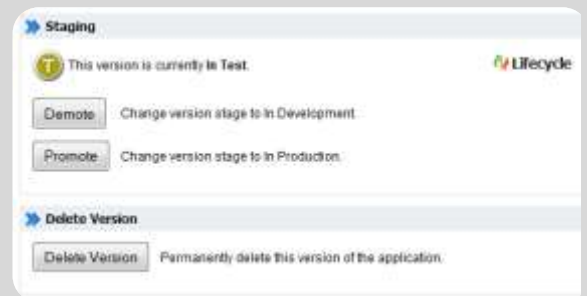 Staging
T This version is currently In Test. Lifecycle
Demote Change version stage to In Development.
Promote Change version stage to In Production.
Delete Version
Delete Version Permanently delete this version of the application.